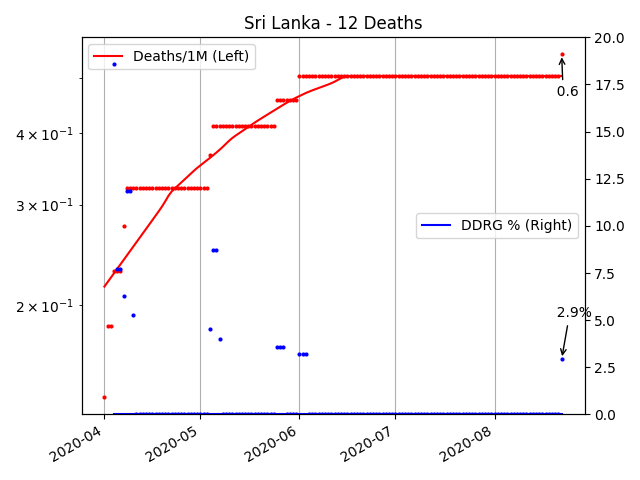 Sri Lanka - 12 Deaths
Deaths/1M (Left)
DDRG % (Right)
0.6
2.9%
4 × 10⁻¹
3 × 10⁻¹
2 × 10⁻¹
20.0
17.5
15.0
12.5
10.0
7.5
5.0
2.5
0.0
2020-04
2020-05
2020-06
2020-07
2020-08